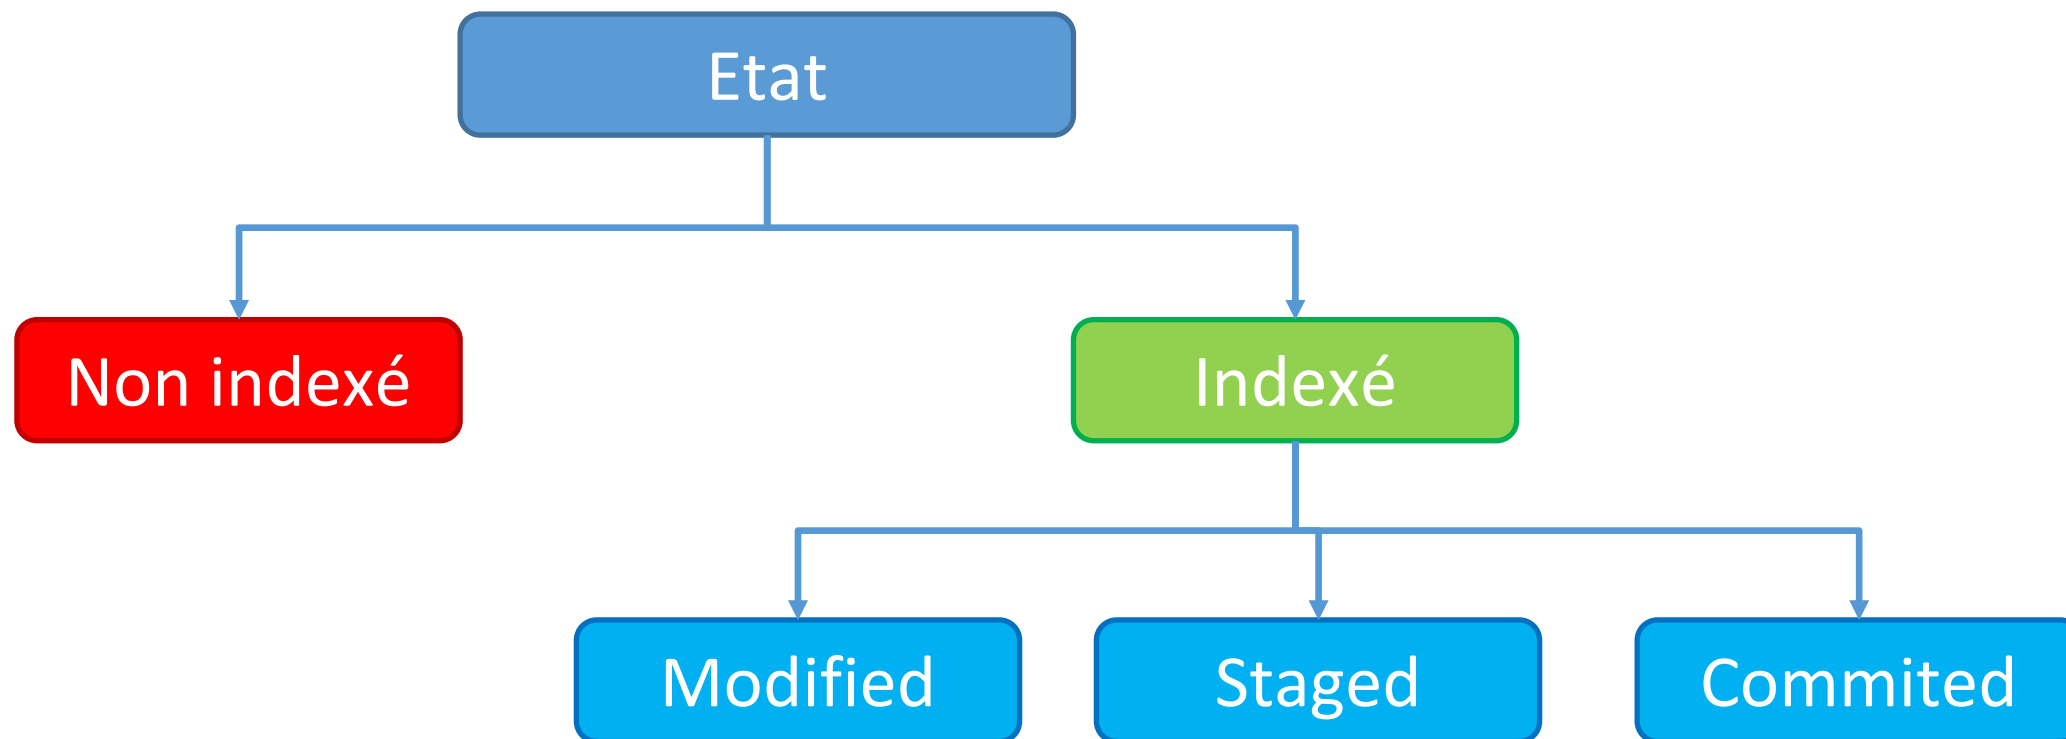 Etat
Non indexé
Indexé
Modified
Staged
Commited